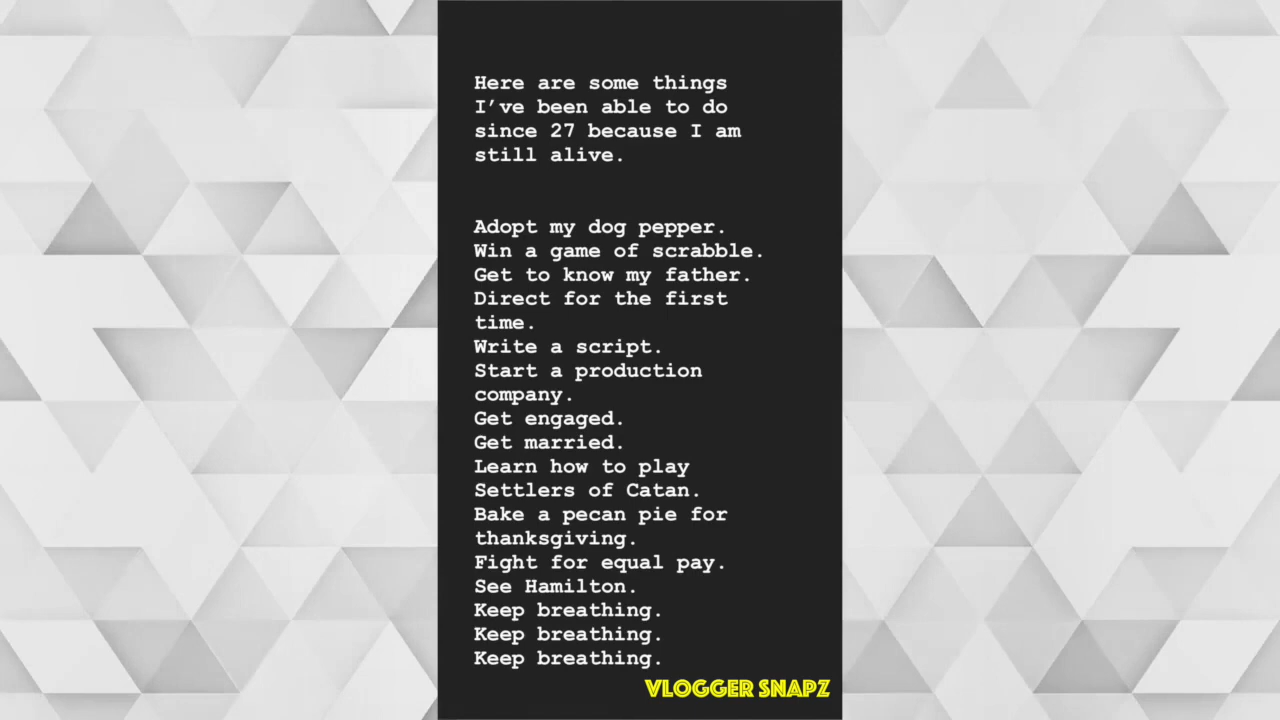 Here are some things
I’ve been able to do
since 27 because I am
still alive.
Adopt my dog pepper.
Win a game of scrabble.
Get to know my father.
Direct for the first
time.
Write a script.
Start a production
company.
Get engaged.
Get married.
Learn how to play
Settlers of Catan.
Bake a pecan pie for
thanksgiving.
Fight for equal pay.
See Hamilton.
Keep breathing.
Keep breathing.
Keep breathing.
VLOGGER SNAPZ